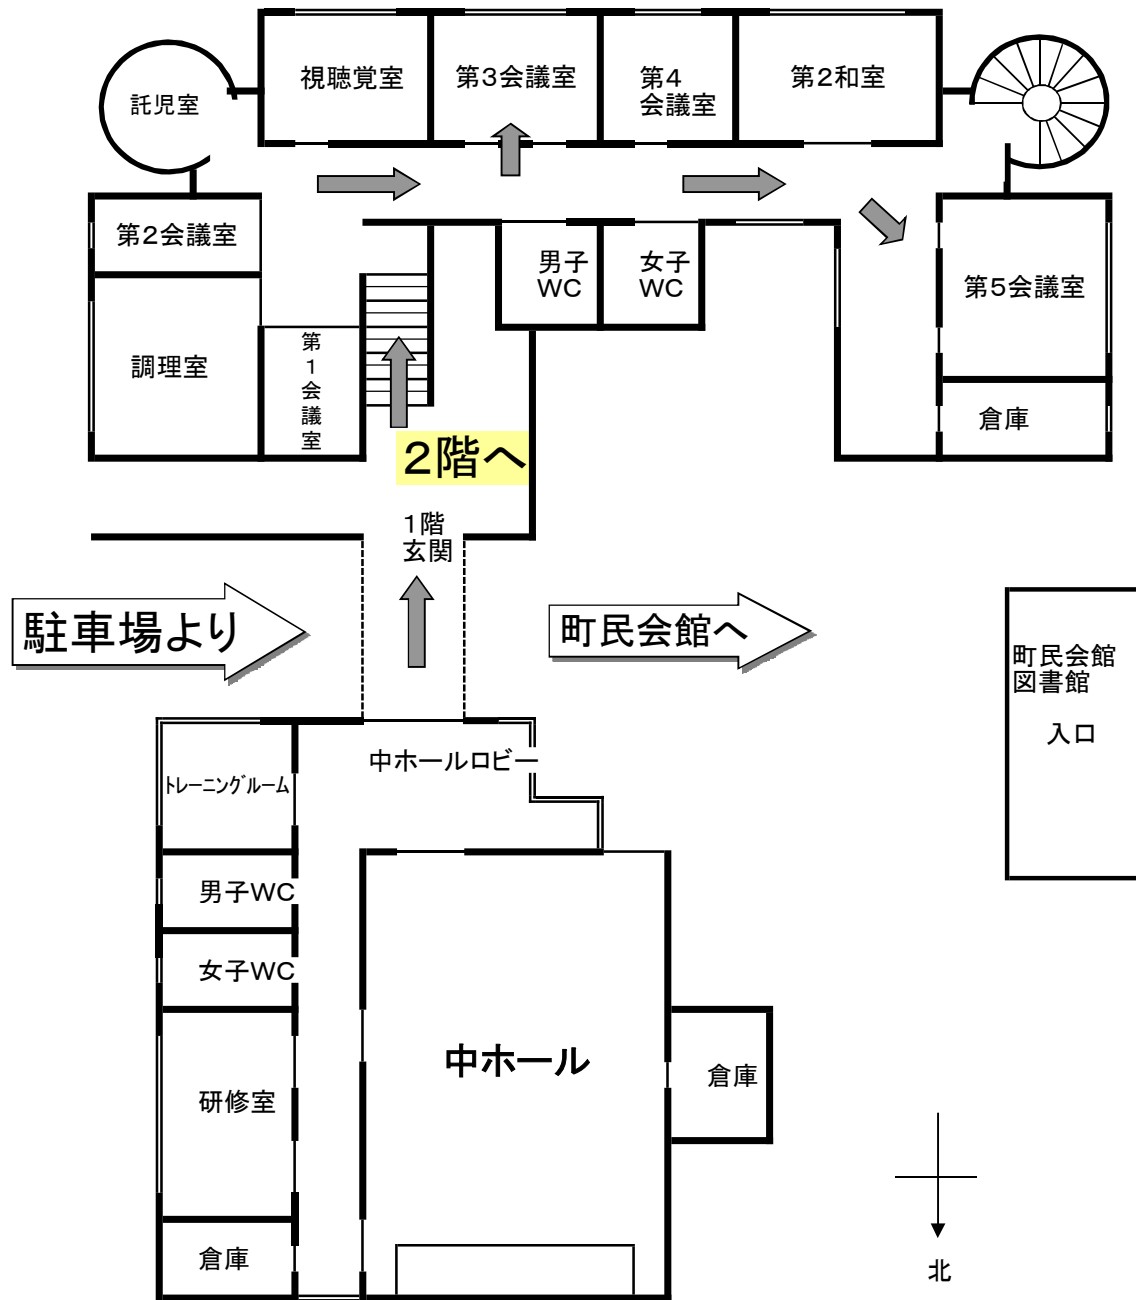 視聴覚室
第3会議室
第4
会議室
第2和室
託児室
第2会議室
男子
WC
女子
WC
第5会議室
調理室
第
1
会
議
室
倉庫
2階へ
1階
玄関
駐車場より
町民会館へ
町民会館
図書館
入口
中ホールロビー
トレーニングルーム
男子WC
女子WC
中ホール
倉庫
研修室
倉庫
北